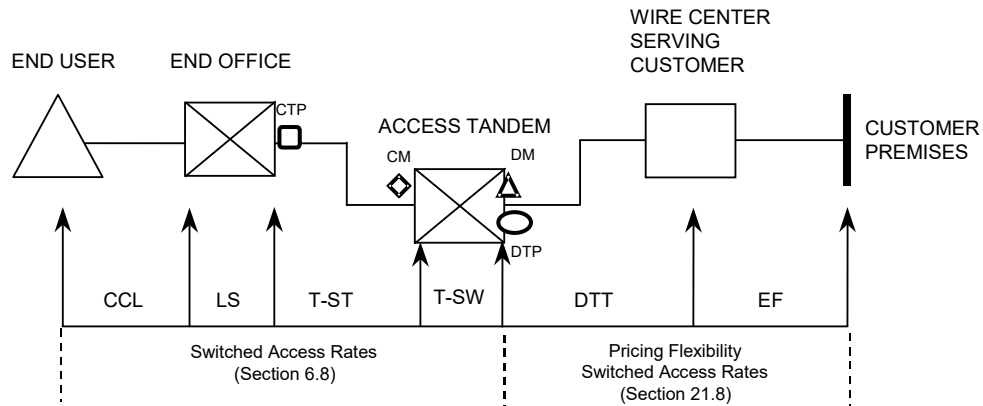 WIRE CENTER
SERVING
CUSTOMER
END USER
END OFFICE
CTP
ACCESS TANDEM
CUSTOMER
PREMISES
CM
DM
DTP
CCL
LS
T-ST
T-SW
DTT
EF
Switched Access Rates
(Section 6.8)
Pricing Flexibility
Switched Access Rates
(Section 21.8)